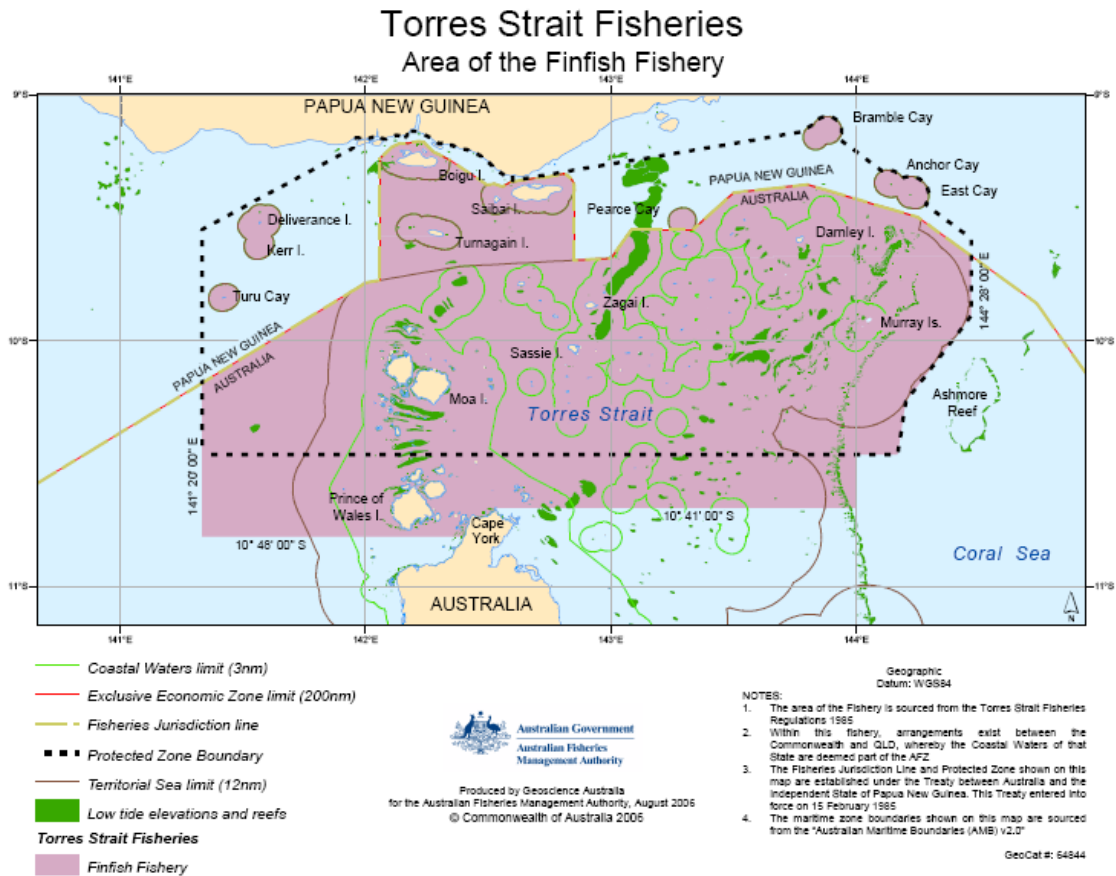 Torres Strait Fisheries
Area of the Finfish Fishery
141°E
142°E
143°E
144°E
9°S
9°S
PAPUA NEW GUINEA
Bramble Cay
Anchor Cay
East Cay
PAPUA NEW GUINEA
AUSTRALIA
Boigu I.
Saibai I.
Pearce Cay
Deliverance I.
Kerr I.
Turnagain I.
Darnley I.
Turu Cay
Zagai I.
144° 28' 00" E
Murray Is.
10°S
10°S
PAPUA NEW GUINEA
AUSTRALIA
Sassie I.
Moa I.
Torres Strait
Ashmore
Reef
141° 20' 00" E
Prince of
Wales I.
Cape
York
10° 41' 00" S
10° 46' 00" S
Coral Sea
11°S
11°S
AUSTRALIA
N
141°E
142°E
143°E
144°E
Coastal Waters limit (3nm)
Exclusive Economic Zone limit (200nm)
Fisheries Jurisdiction line
Protected Zone Boundary
Territorial Sea limit (12nm)
Low tide elevations and reefs
Torres Strait Fisheries
Finfish Fishery
Australian Government
Australian Fisheries
Management Authority
Produced by Geoscience Australia
for the Australian Fisheries Management Authority, August 2006
© Commonwealth of Australia 2006
Geographic
Datum: WGS84
NOTES:
1. The area of the Fishery is sourced from the Torres Strait Fisheries
Regulations 1985
2. Within this fishery, arrangements exist between the
Commonwealth and QLD, whereby the Coastal Waters of that
State are deemed part of the AFZ
3. The Fisheries Jurisdiction Line and Protected Zone shown on this
map are established under the Treaty between Australia and the
Independent State of Papua New Guinea. This Treaty entered into
force on 15 February 1985
4. The maritime zone boundaries shown on this map are sourced
from the "Australian Maritime Boundaries (AMB) v2.0"
GeoCat #: 64844